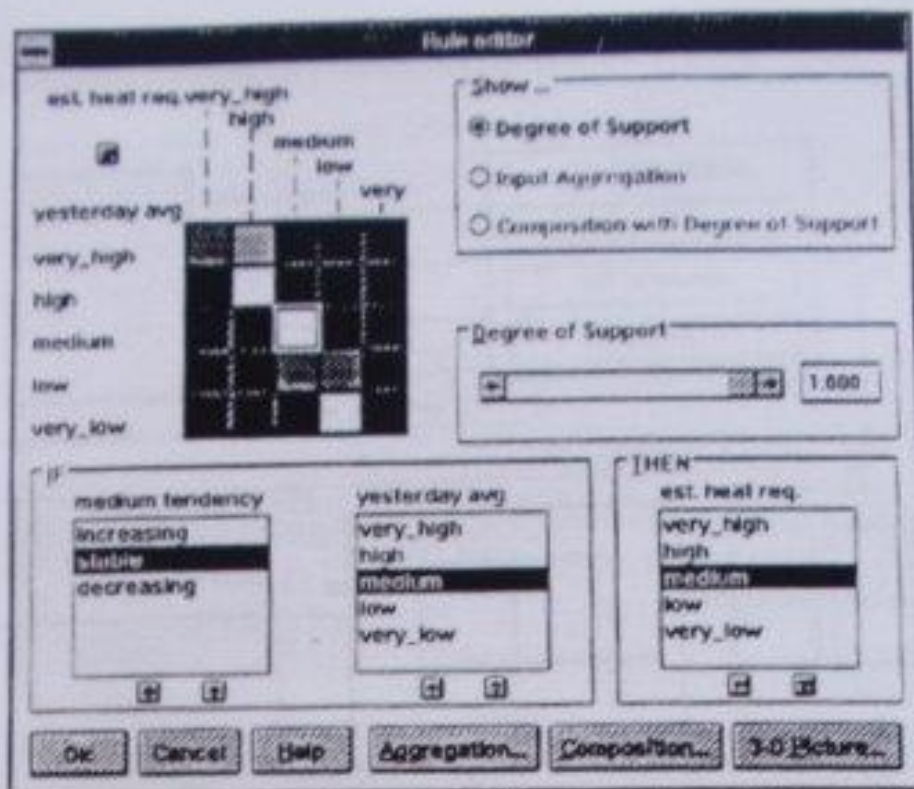 Rule editor
est. heat req. very_high
high
medium
low
very
yesterday avg
very_high
high
medium
low
very_low
Show ...
Degree of Support
Input Aggregation
Composition with Degree of Support
Degree of Support
1.000
IF
medium tendency
increasing
stable
decreasing
yesterday avg
very_high
high
medium
low
very_low
THEN
est. heat req.
very_high
high
medium
low
very_low
Ok
Cancel
Help
Aggregation...
Composition...
3-D Picture...